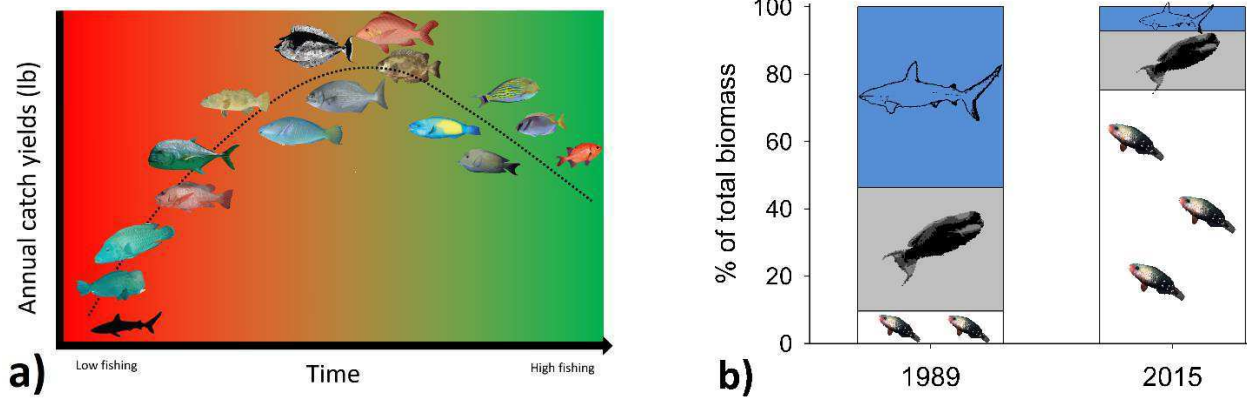 Annual catch yields (lb)
Low fishing
Time
High fishing
a)
% of total biomass
100
80
60
40
20
0
1989
2015
b)